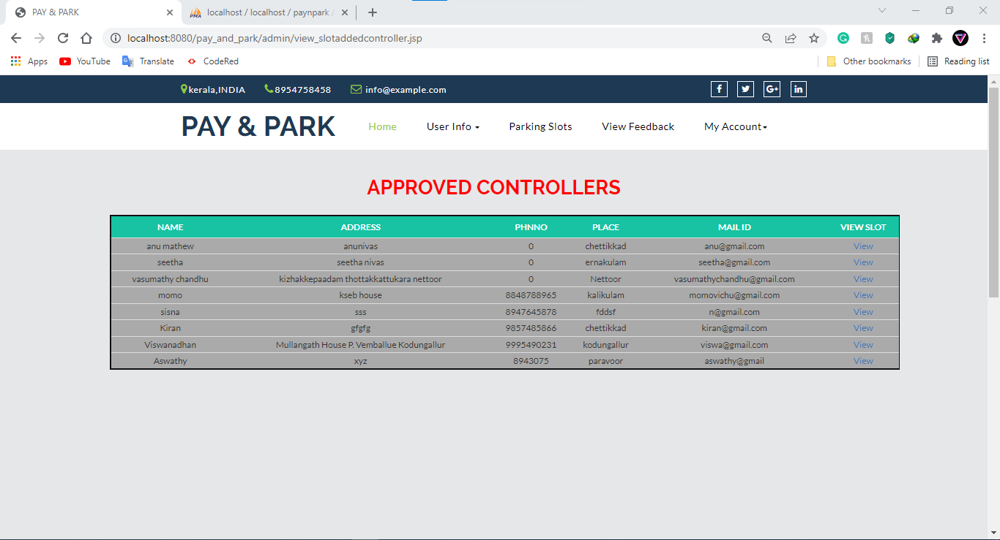 PAY & PARK
localhost / localhost / paynpark
localhost:8080/pay_and_park/admin/view_slotaddedcontroller.jsp
Apps YouTube Translate CodeRed Other bookmarks Reading list
kerala,INDIA 8954758458 info@example.com
PAY & PARK Home User Info Parking Slots View Feedback My Account
APPROVED CONTROLLERS
NAME ADDRESS PHNNO PLACE MAIL ID VIEW SLOT
anu mathew anunivas 0 chettikkad anu@gmail.com View
seetha seetha nivas 0 ernakulam seetha@gmail.com View
vasumathy chandhu kizhakkepaadam thottakkattukara nettoor 0 Nettoor vasumathychandhu@gmail.com View
momo kseb house 8848788965 kalikulam momovichu@gmail.com View
sisna sss 8947645878 fddsf n@gmail.com View
Kiran gfgfg 9857485866 chettikkad kiran@gmail.com View
Viswanadhan Mullangath House P. Vemballue Kodungallur 9995490231 kodungallur viswa@gmail.com View
Aswathy xyz 8943075 paravoor aswathy@gmail View